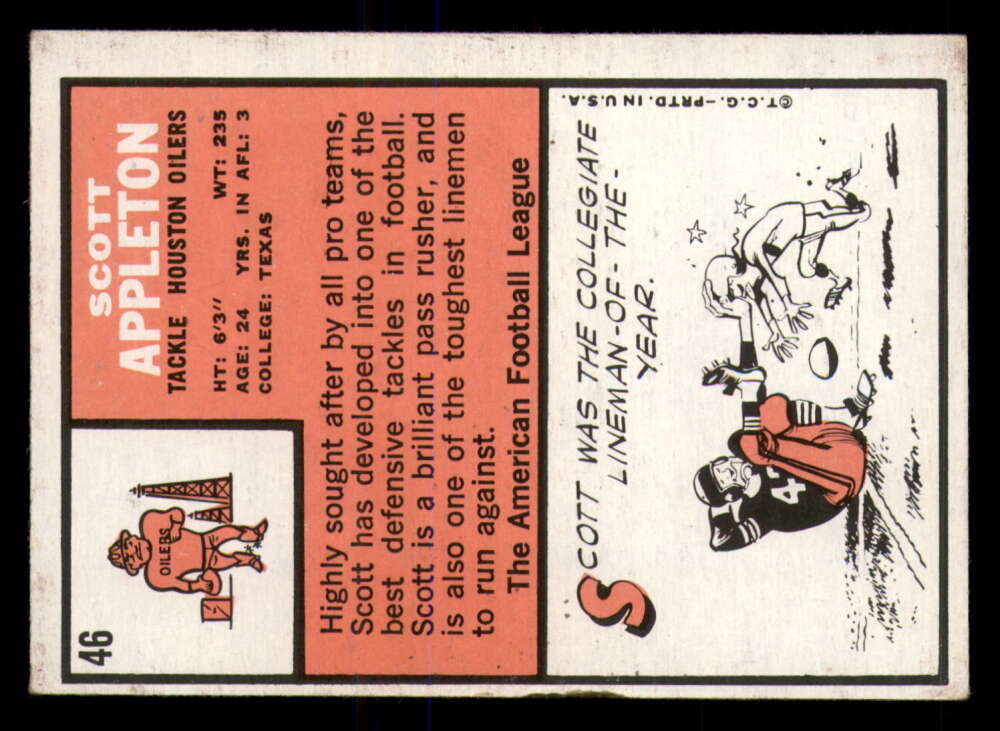 46
OILERS
SCOTT
APPLETON
TACKLE HOUSTON OILERS
HT: 6'3" WT: 235
AGE: 24 YRS. IN AFL: 3
COLLEGE: TEXAS
Highly sought after by all pro teams,
Scott has developed into one of the
best defensive tackles in football.
Scott is a brilliant pass rusher, and
is also one of the toughest linemen
to run against.
The American Football League
SCOTT WAS THE COLLEGIATE
LINEMAN-OF-THE-
YEAR.
4
©T.C.G.—PRTD. IN U.S.A.